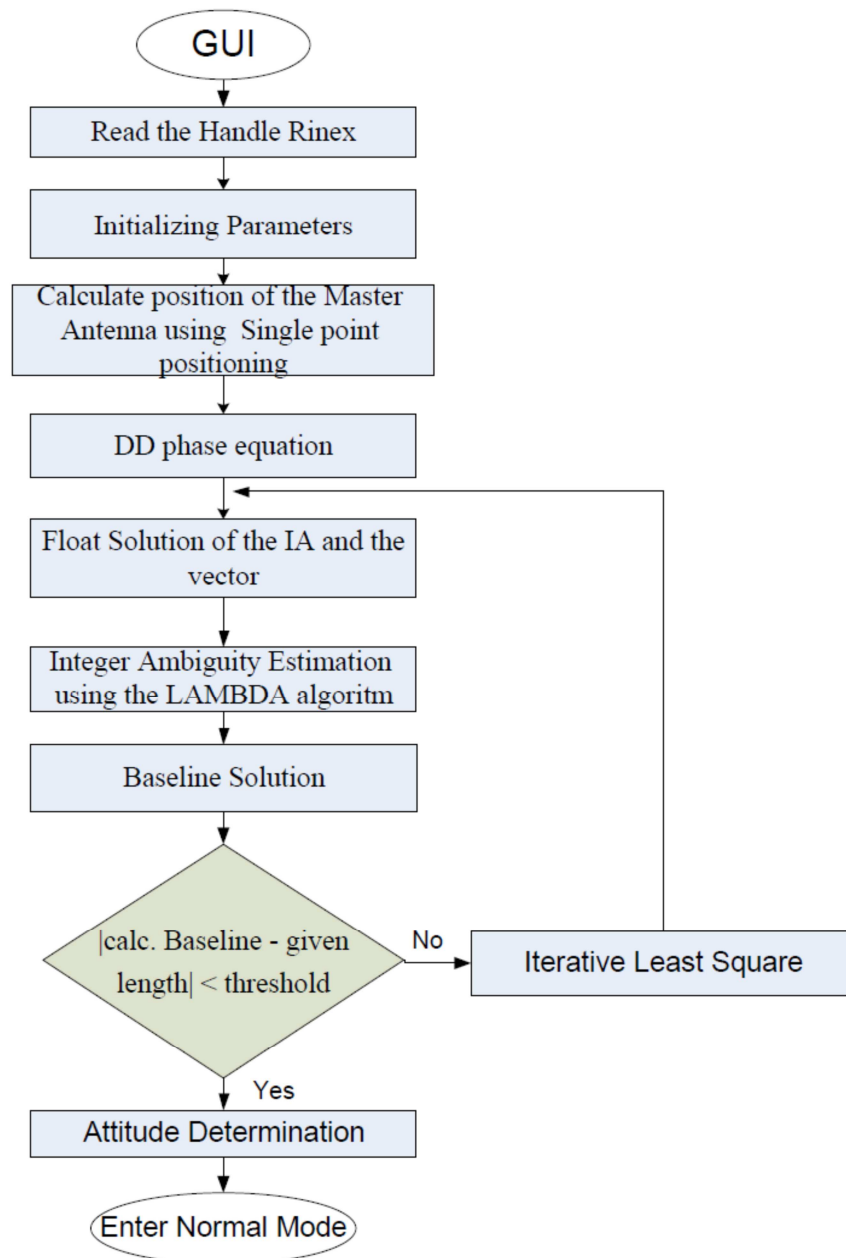 GUI
Read the Handle Rinex
Initializing Parameters
Calculate position of the Master
Antenna using Single point
positioning
DD phase equation
Float Solution of the IA and the
vector
Integer Ambiguity Estimation
using the LAMBDA algoritm
Baseline Solution
|calc. Baseline - given
length| < threshold
No
Iterative Least Square
Yes
Attitude Determination
Enter Normal Mode